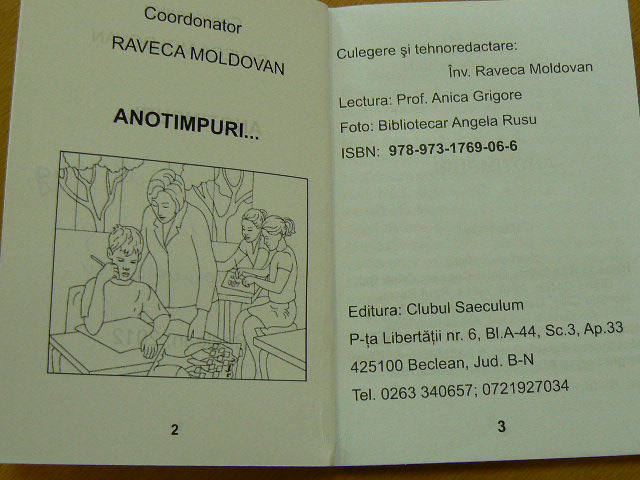 Coordonator
RAVECA MOLDOVAN
ANOTIMPURI...
2
Culegere şi tehnoredactare:
Înv. Raveca Moldovan
Lectura: Prof. Anica Grigore
Foto: Bibliotecar Angela Rusu
ISBN: 978-973-1769-06-6
Editura: Clubul Saeculum
P-ţa Libertăţii nr. 6, Bl.A-44, Sc.3, Ap.33
425100 Beclean, Jud. B-N
Tel. 0263 340657; 0721927034
3